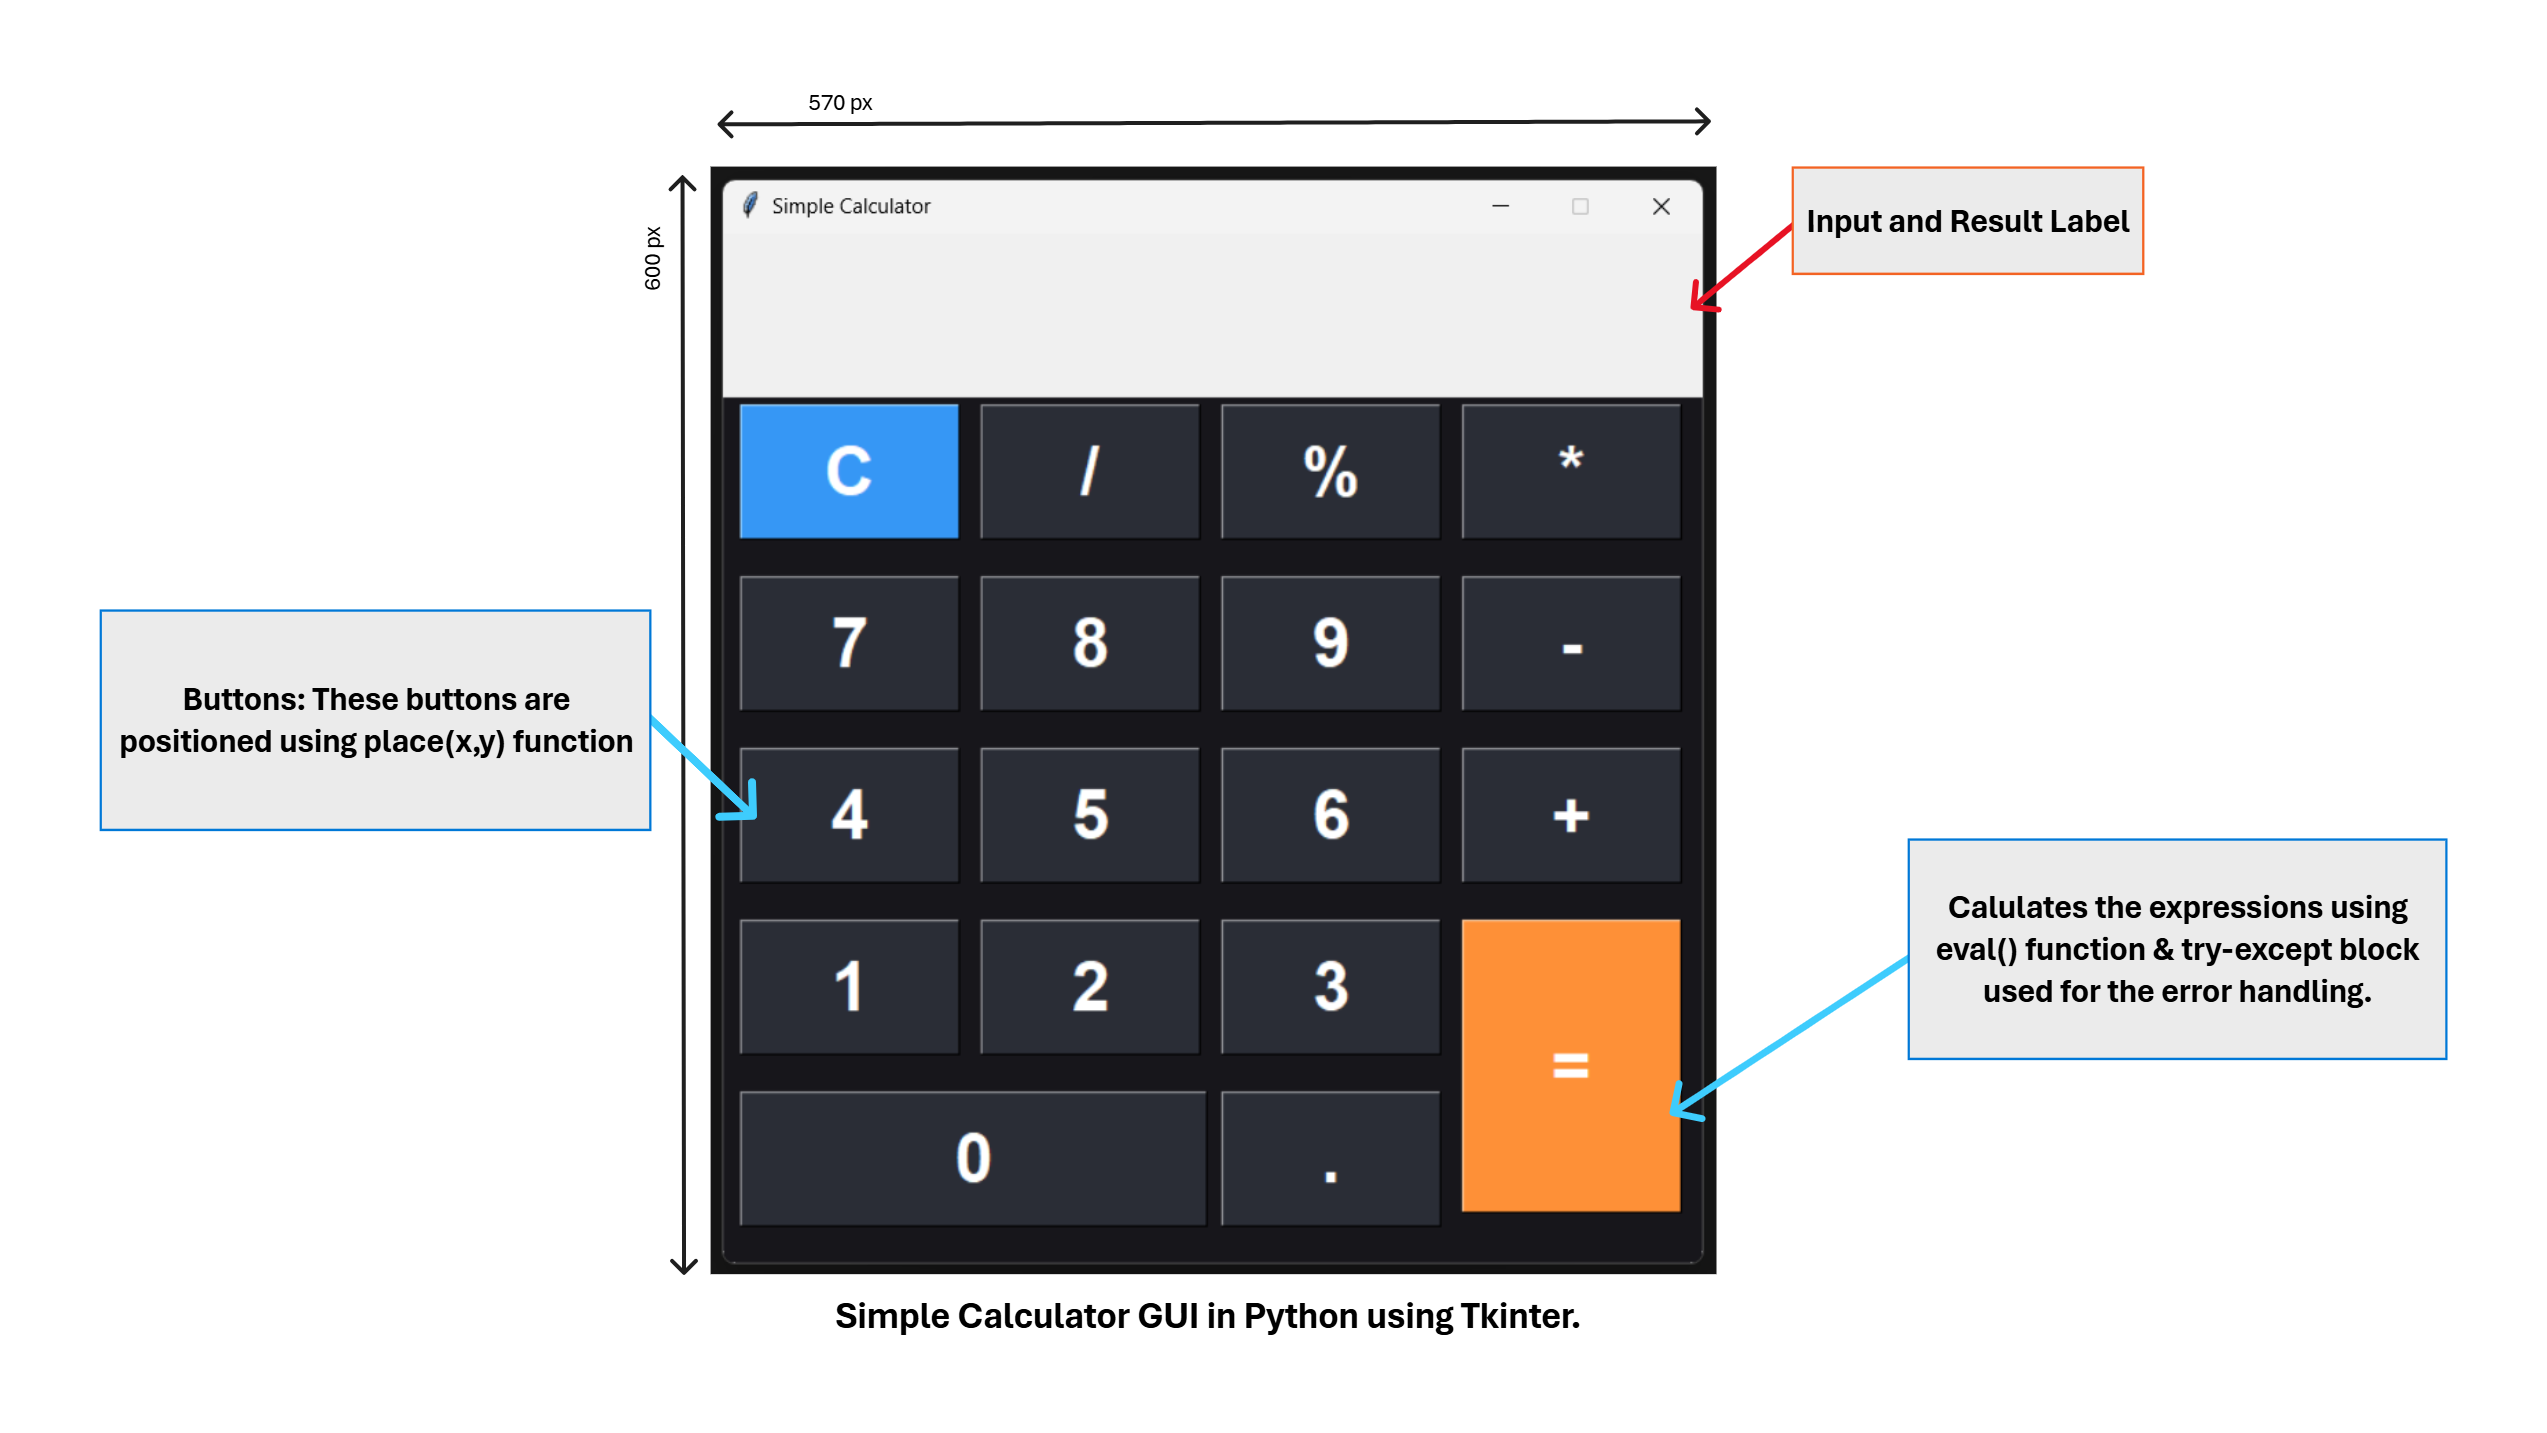 570 px
600 px
Simple Calculator
Input and Result Label
C / % *
7 8 9 -
Buttons: These buttons are
positioned using place(x,y) function
4 5 6 +
Calulates the expressions using
eval() function & try-except block
used for the error handling.
1 2 3
=
0 .
Simple Calculator GUI in Python using Tkinter.